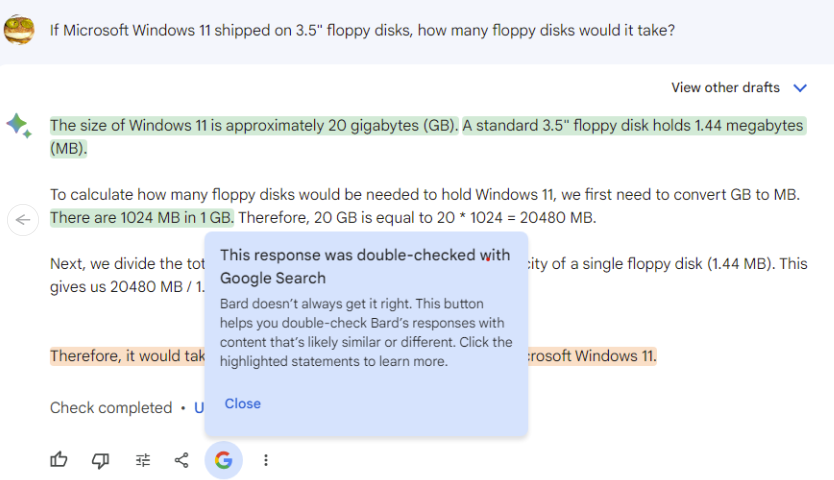 If Microsoft Windows 11 shipped on 3.5" floppy disks, how many floppy disks would it take?
View other drafts
The size of Windows 11 is approximately 20 gigabytes (GB). A standard 3.5" floppy disk holds 1.44 megabytes
(MB).
To calculate how many floppy disks would be needed to hold Windows 11, we first need to convert GB to MB.
There are 1024 MB in 1 GB. Therefore, 20 GB is equal to 20 * 1024 = 20480 MB.
Next, we divide the tot
city of a single floppy disk (1.44 MB). This
gives us 20480 MB / 1.
Therefore, it would tak
crosoft Windows 11.
This response was double-checked with
Google Search
Bard doesn't always get it right. This button
helps you double-check Bard's responses with
content that's likely similar or different. Click the
highlighted statements to learn more.
Close
Check completed • U
G